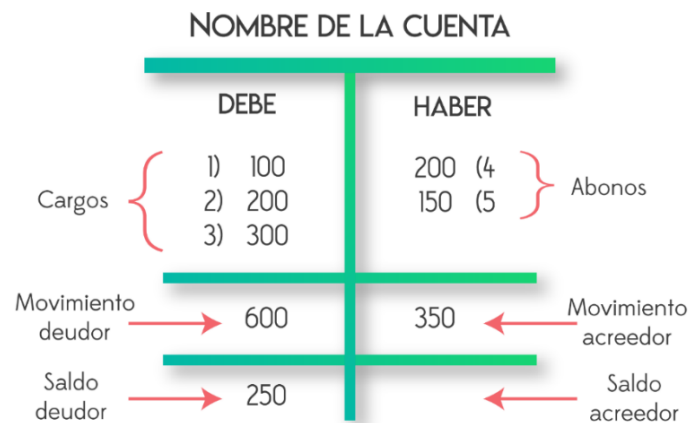 NOMBRE DE LA CUENTA
DEBE HABER
1) 100 200 (4
Cargos 2) 200 150 (5 Abonos
3) 300
Movimiento deudor 600 350 Movimiento acreedor
Saldo deudor 250 Saldo acreedor